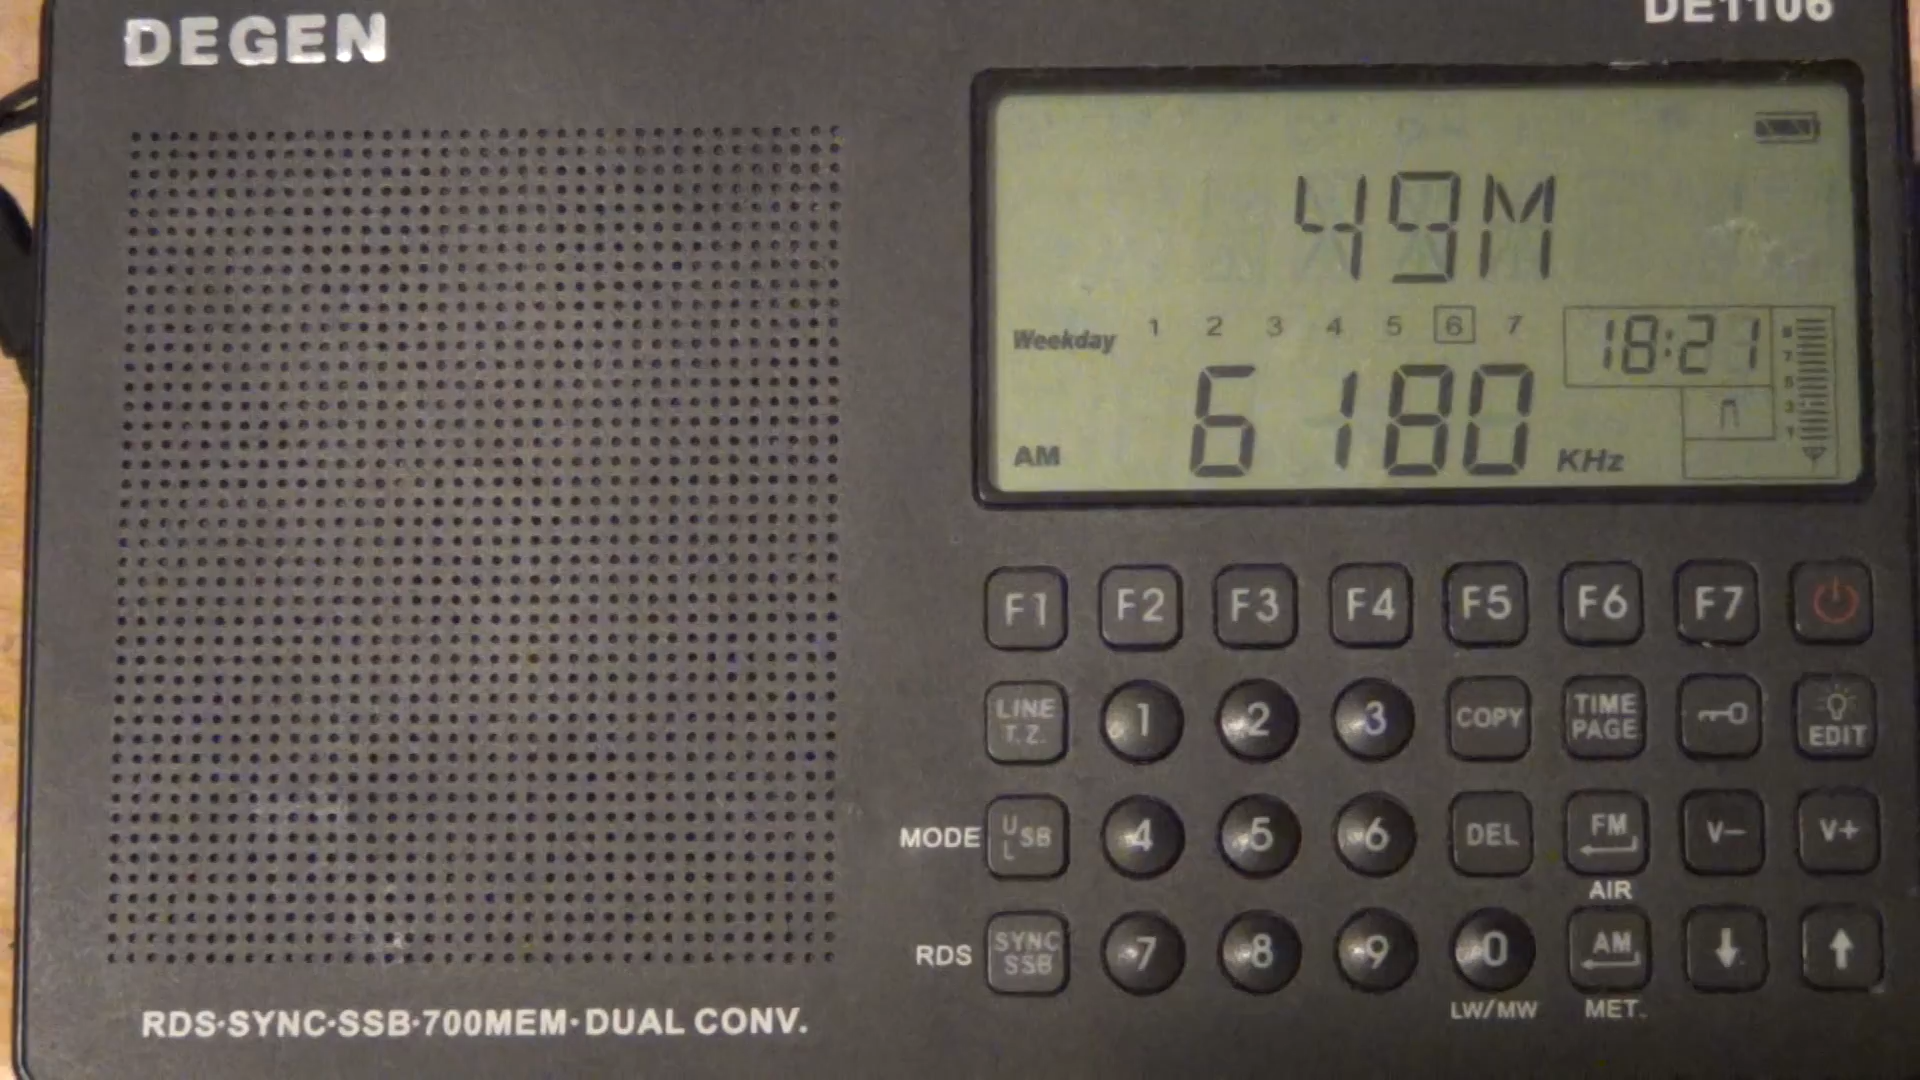 DEGEN
DE1106
49M
Weekday 1 2 3 4 5 6 7
18:21
AM 6180 KHz
F1 F2 F3 F4 F5 F6 F7
LINE T.Z. 1 2 3 COPY TIME PAGE EDIT
MODE U L SB 4 5 6 DEL FM V- V+
AIR
RDS SYNC SSB 7 8 9 0 AM
LW/MW MET.
RDS·SYNC·SSB·700MEM·DUAL CONV.